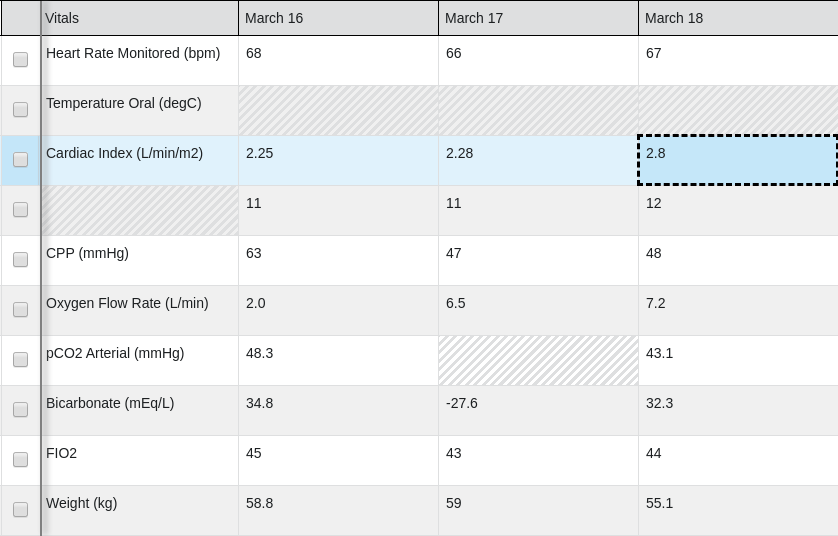 Vitals March 16 March 17 March 18
Heart Rate Monitored (bpm) 68 66 67
Temperature Oral (degC)
Cardiac Index (L/min/m2) 2.25 2.28 2.8
11 11 12
CPP (mmHg) 63 47 48
Oxygen Flow Rate (L/min) 2.0 6.5 7.2
pCO2 Arterial (mmHg) 48.3 43.1
Bicarbonate (mEq/L) 34.8 -27.6 32.3
FIO2 45 43 44
Weight (kg) 58.8 59 55.1